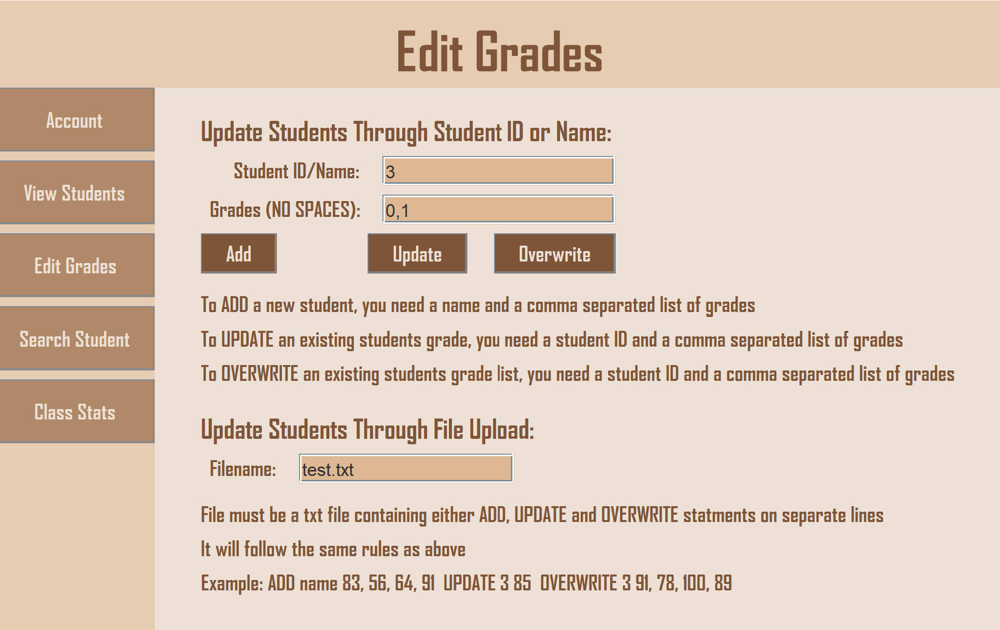 Edit Grades
Account
View Students
Edit Grades
Search Student
Class Stats
Update Students Through Student ID or Name:
Student ID/Name: 3
Grades (NO SPACES): 0,1
Add Update Overwrite
To ADD a new student, you need a name and a comma separated list of grades
To UPDATE an existing students grade, you need a student ID and a comma separated list of grades
To OVERWRITE an existing students grade list, you need a student ID and a comma separated list of grades
Update Students Through File Upload:
Filename: test.txt
File must be a txt file containing either ADD, UPDATE and OVERWRITE statments on separate lines
It will follow the same rules as above
Example: ADD name 83, 56, 64, 91  UPDATE 3 85  OVERWRITE 3 91, 78, 100, 89